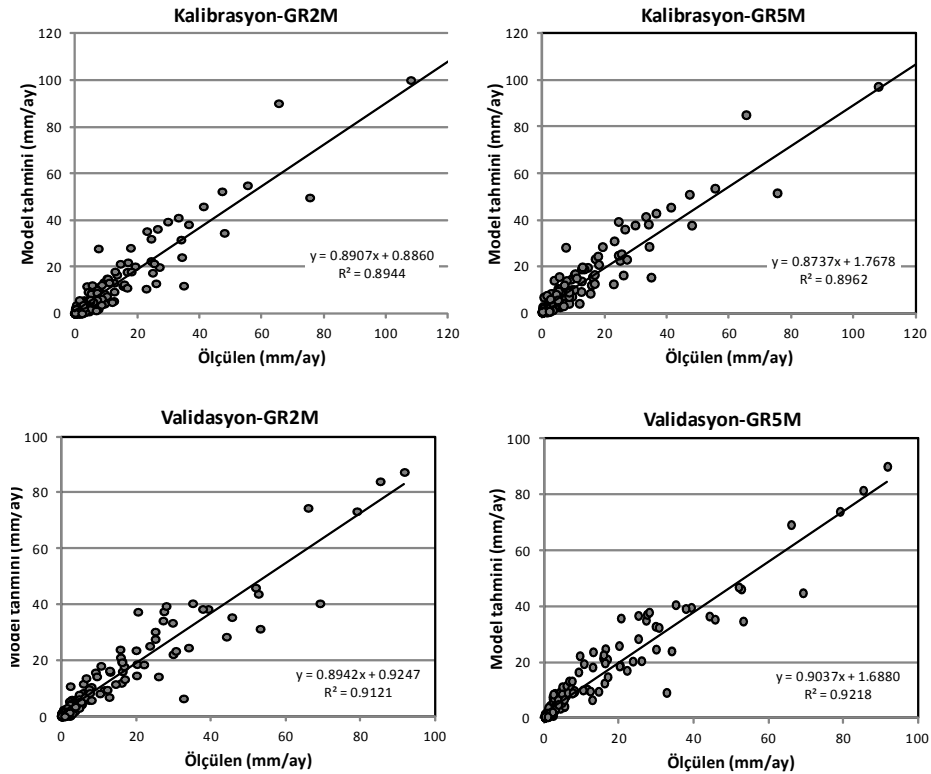 Kalibrasyon-GR2M
Model tahmini (mm/ay)
120
100
80
60
40
20
0
y = 0.8907x + 0.8860
R² = 0.8944
0 20 40 60 80 100 120
Ölçülen (mm/ay)
Kalibrasyon-GR5M
Model tahmini (mm/ay)
120
100
80
60
40
20
0
y = 0.8737x + 1.7678
R² = 0.8962
0 20 40 60 80 100 120
Ölçülen (mm/ay)
Validasyon-GR2M
Model tahmini (mm/ay)
100
80
60
40
20
0
y = 0.8942x + 0.9247
R² = 0.9121
0 20 40 60 80 100
Ölçülen (mm/ay)
Validasyon-GR5M
Model tahmini (mm/ay)
100
80
60
40
20
0
y = 0.9037x + 1.6880
R² = 0.9218
0 20 40 60 80 100
Ölçülen (mm/ay)